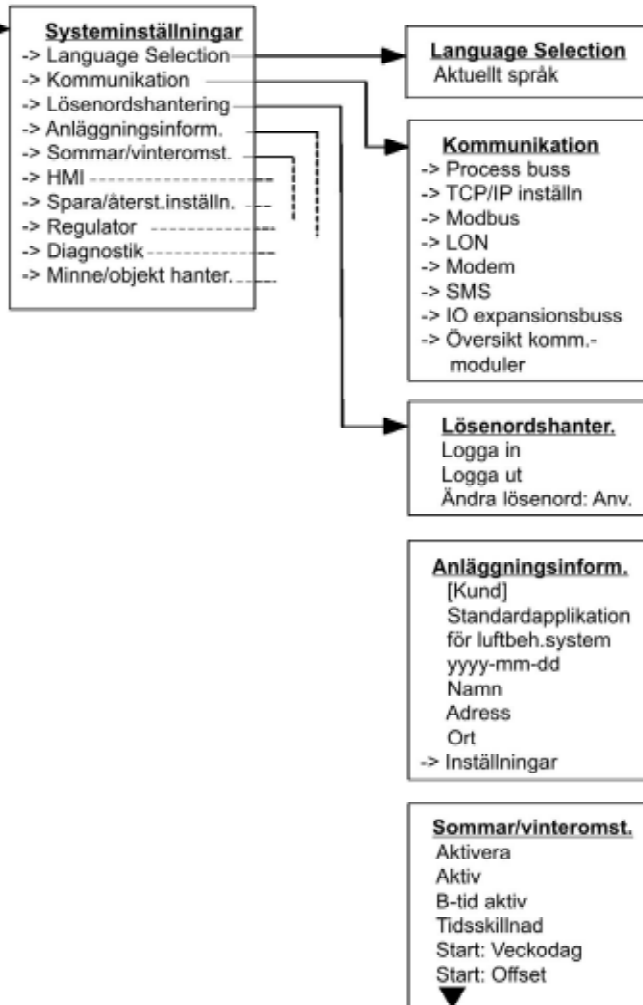 Systeminställningar
-> Language Selection
-> Kommunikation
-> Lösenordshantering
-> Anläggningsinform.
-> Sommar/vinteromst.
-> HMI
-> Spara/återst.inställn.
-> Regulator
-> Diagnostik
-> Minne/objekt hanter.
Language Selection
Aktuellt språk
Kommunikation
-> Process buss
-> TCP/IP inställn
-> Modbus
-> LON
-> Modem
-> SMS
-> IO expansionsbuss
-> Översikt komm.-
moduler
Lösenordshanter.
Logga in
Logga ut
Ändra lösenord: Anv.
Anläggningsinform.
[Kund]
Standardapplikation
för luftbeh.system
yyyy-mm-dd
Namn
Adress
Ort
-> Inställningar
Sommar/vinteromst.
Aktivera
Aktiv
B-tid aktiv
Tidsskillnad
Start: Veckodag
Start: Offset